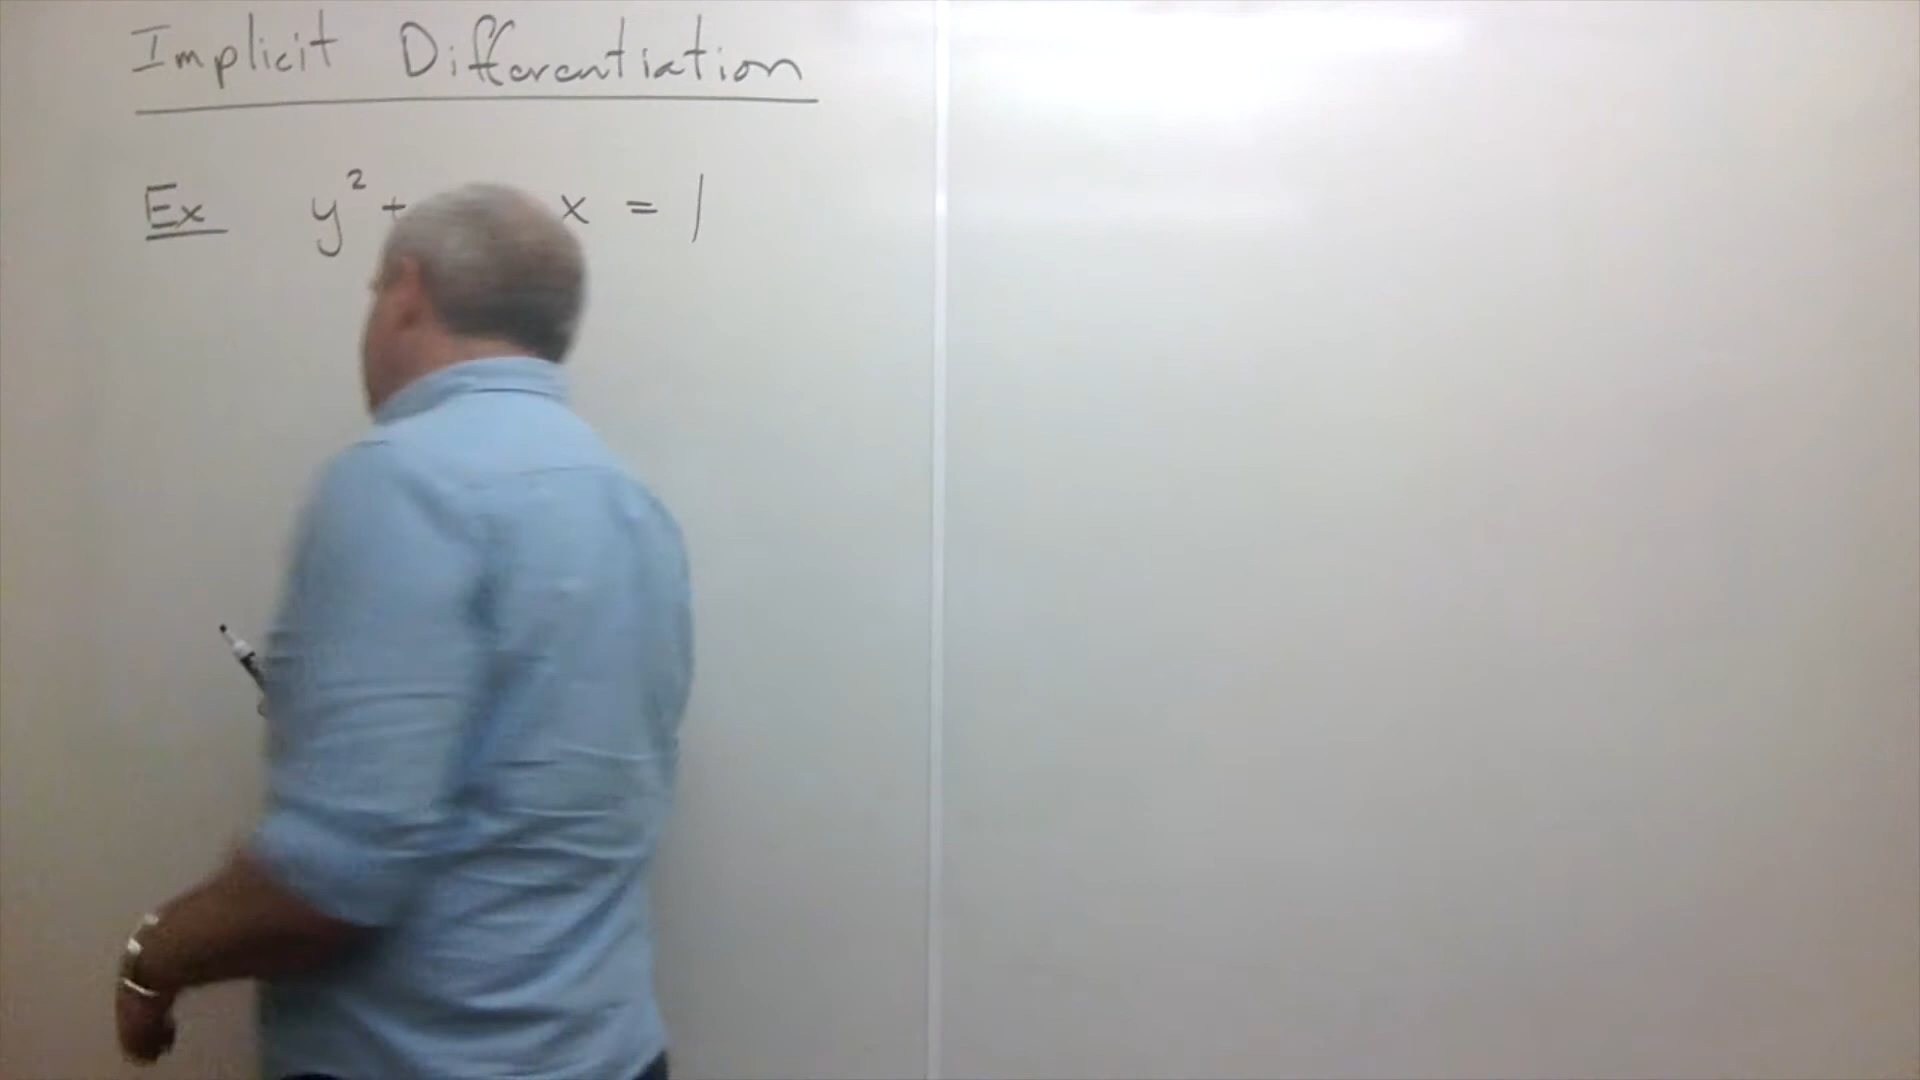 Implicit Differentiation
Ex y² + x = 1